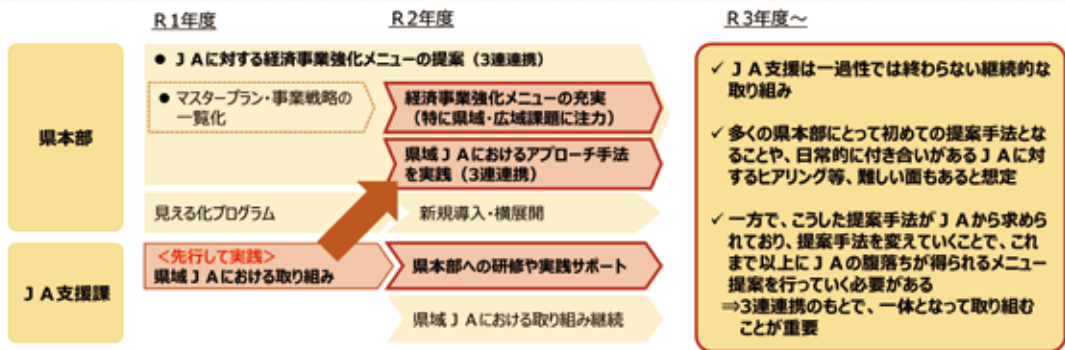 R1年度
R2年度
R3年度～
県本部
● JAに対する経済事業強化メニューの提案（3連連携）
● マスタープラン・事業戦略の
一覧化
経済事業強化メニューの充実
（特に県域・広域課題に注力）
県域JAにおけるアプローチ手法
を実践（3連連携）
見える化プログラム
新規導入・横展開
JA支援課
＜先行して実践＞
県域JAにおける取り組み
県本部への研修や実践サポート
県域JAにおける取り組み継続
✓ JA支援は一過性では終わらない継続的な
取り組み
✓ 多くの県本部にとって初めての提案手法とな
ることや、日常的に付き合いがあるJAに対
するヒアリング等、難しい面もあると想定
✓ 一方で、こうした提案手法がJAから求めら
れており、提案手法を変えていくことで、これ
まで以上にJAの腹落ちが得られるメニュー
提案を行っていく必要がある
⇒3連連携のもとで、一体となって取り組む
ことが重要